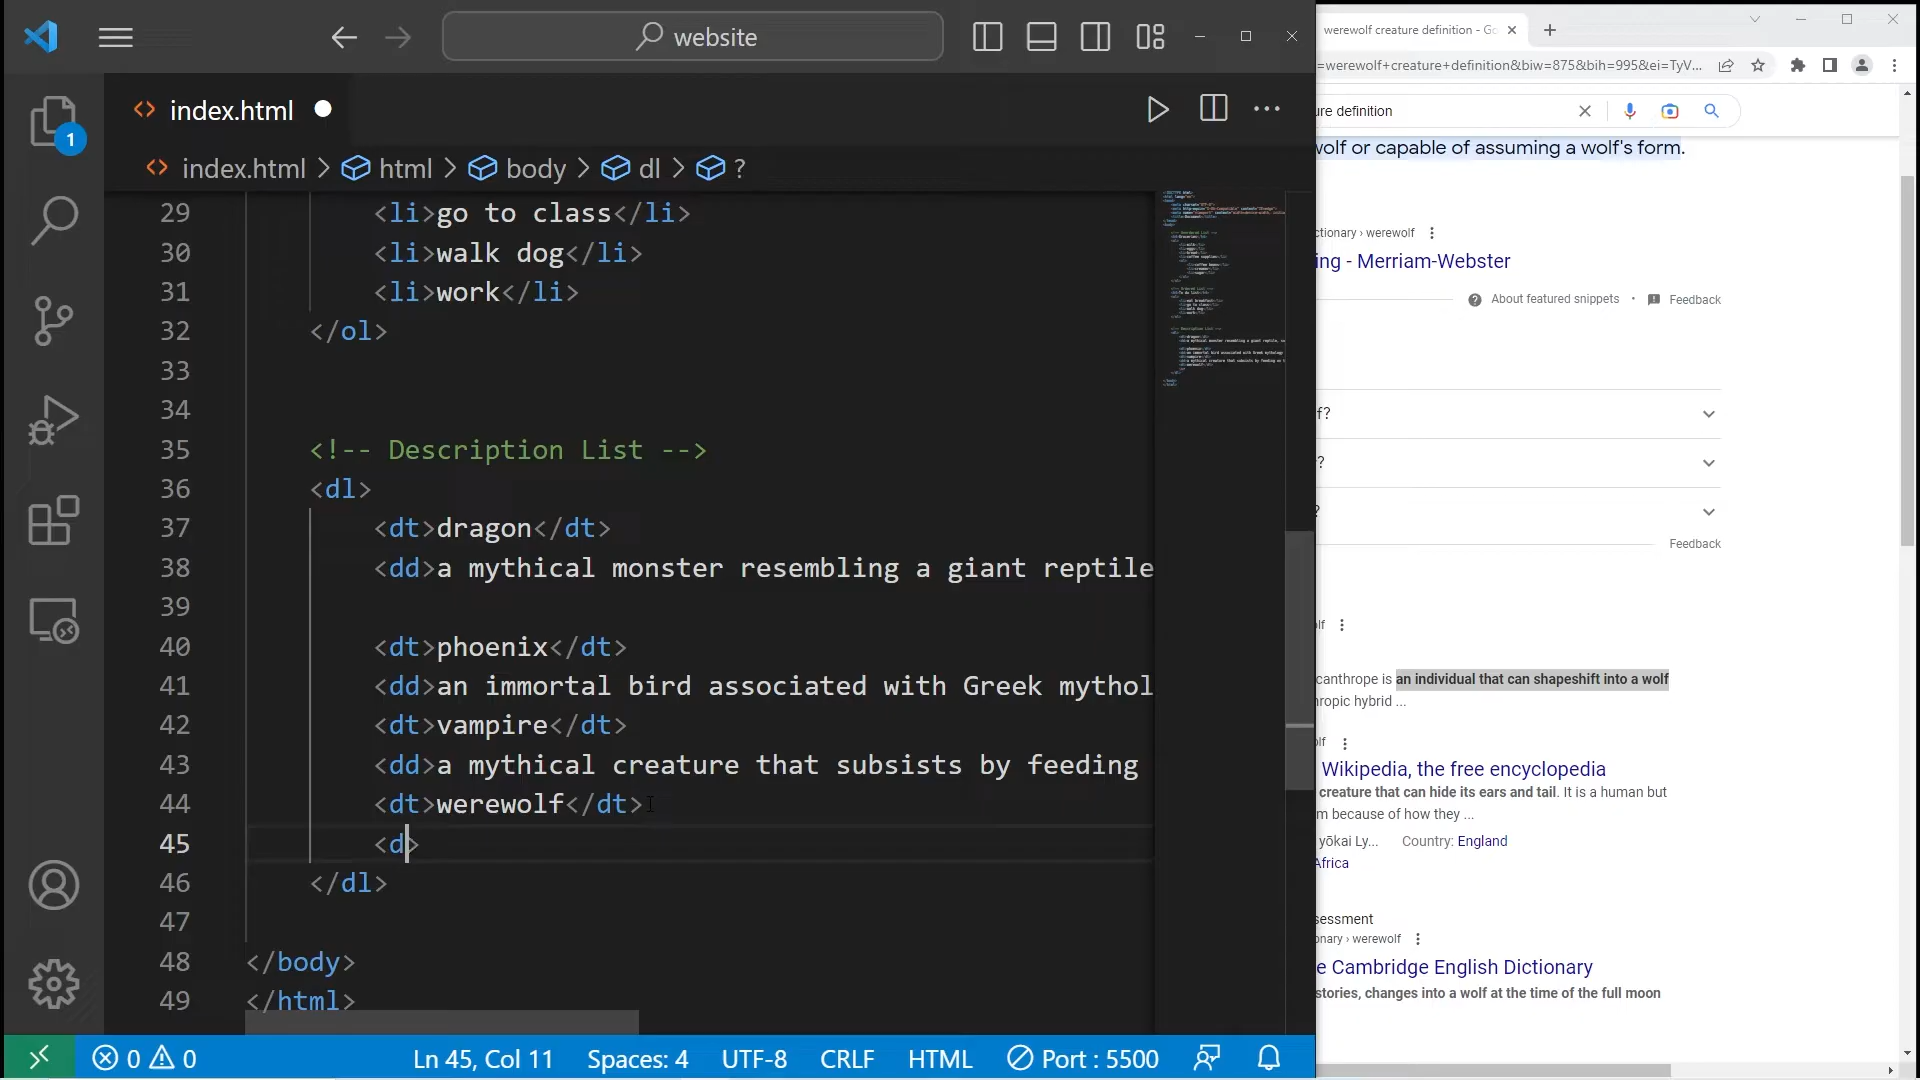 website
index.html
index.html > html > body > dl > ?
29 <li>go to class</li>
30 <li>walk dog</li>
31 <li>work</li>
32 </ol>
33
34
35 <!-- Description List -->
36 <dl>
37 <dt>dragon</dt>
38 <dd>a mythical monster resembling a giant reptile
39
40 <dt>phoenix</dt>
41 <dd>an immortal bird associated with Greek mythol
42 <dt>vampire</dt>
43 <dd>a mythical creature that subsists by feeding
44 <dt>werewolf</dt>
45 <d>
46 </dl>
47
48 </body>
49 </html>
1
0 0
Ln 45, Col 11
Spaces: 4
UTF-8
CRLF
HTML
Port : 5500
werewolf creature definition - Go
=werewolf+creature+definition&biw=875&bih=995&ei=TyV...
ure definition
wolf or capable of assuming a wolf's form.
ctionary › werewolf
ing - Merriam-Webster
About featured snippets • Feedback
f?
?
?
Feedback
lf
canthrope is an individual that can shapeshift into a wolf
ropic hybrid ...
lf
Wikipedia, the free encyclopedia
creature that can hide its ears and tail. It is a human but
m because of how they ...
yōkai Ly... Country: England
Africa
sessment
onary › werewolf
e Cambridge English Dictionary
stories, changes into a wolf at the time of the full moon